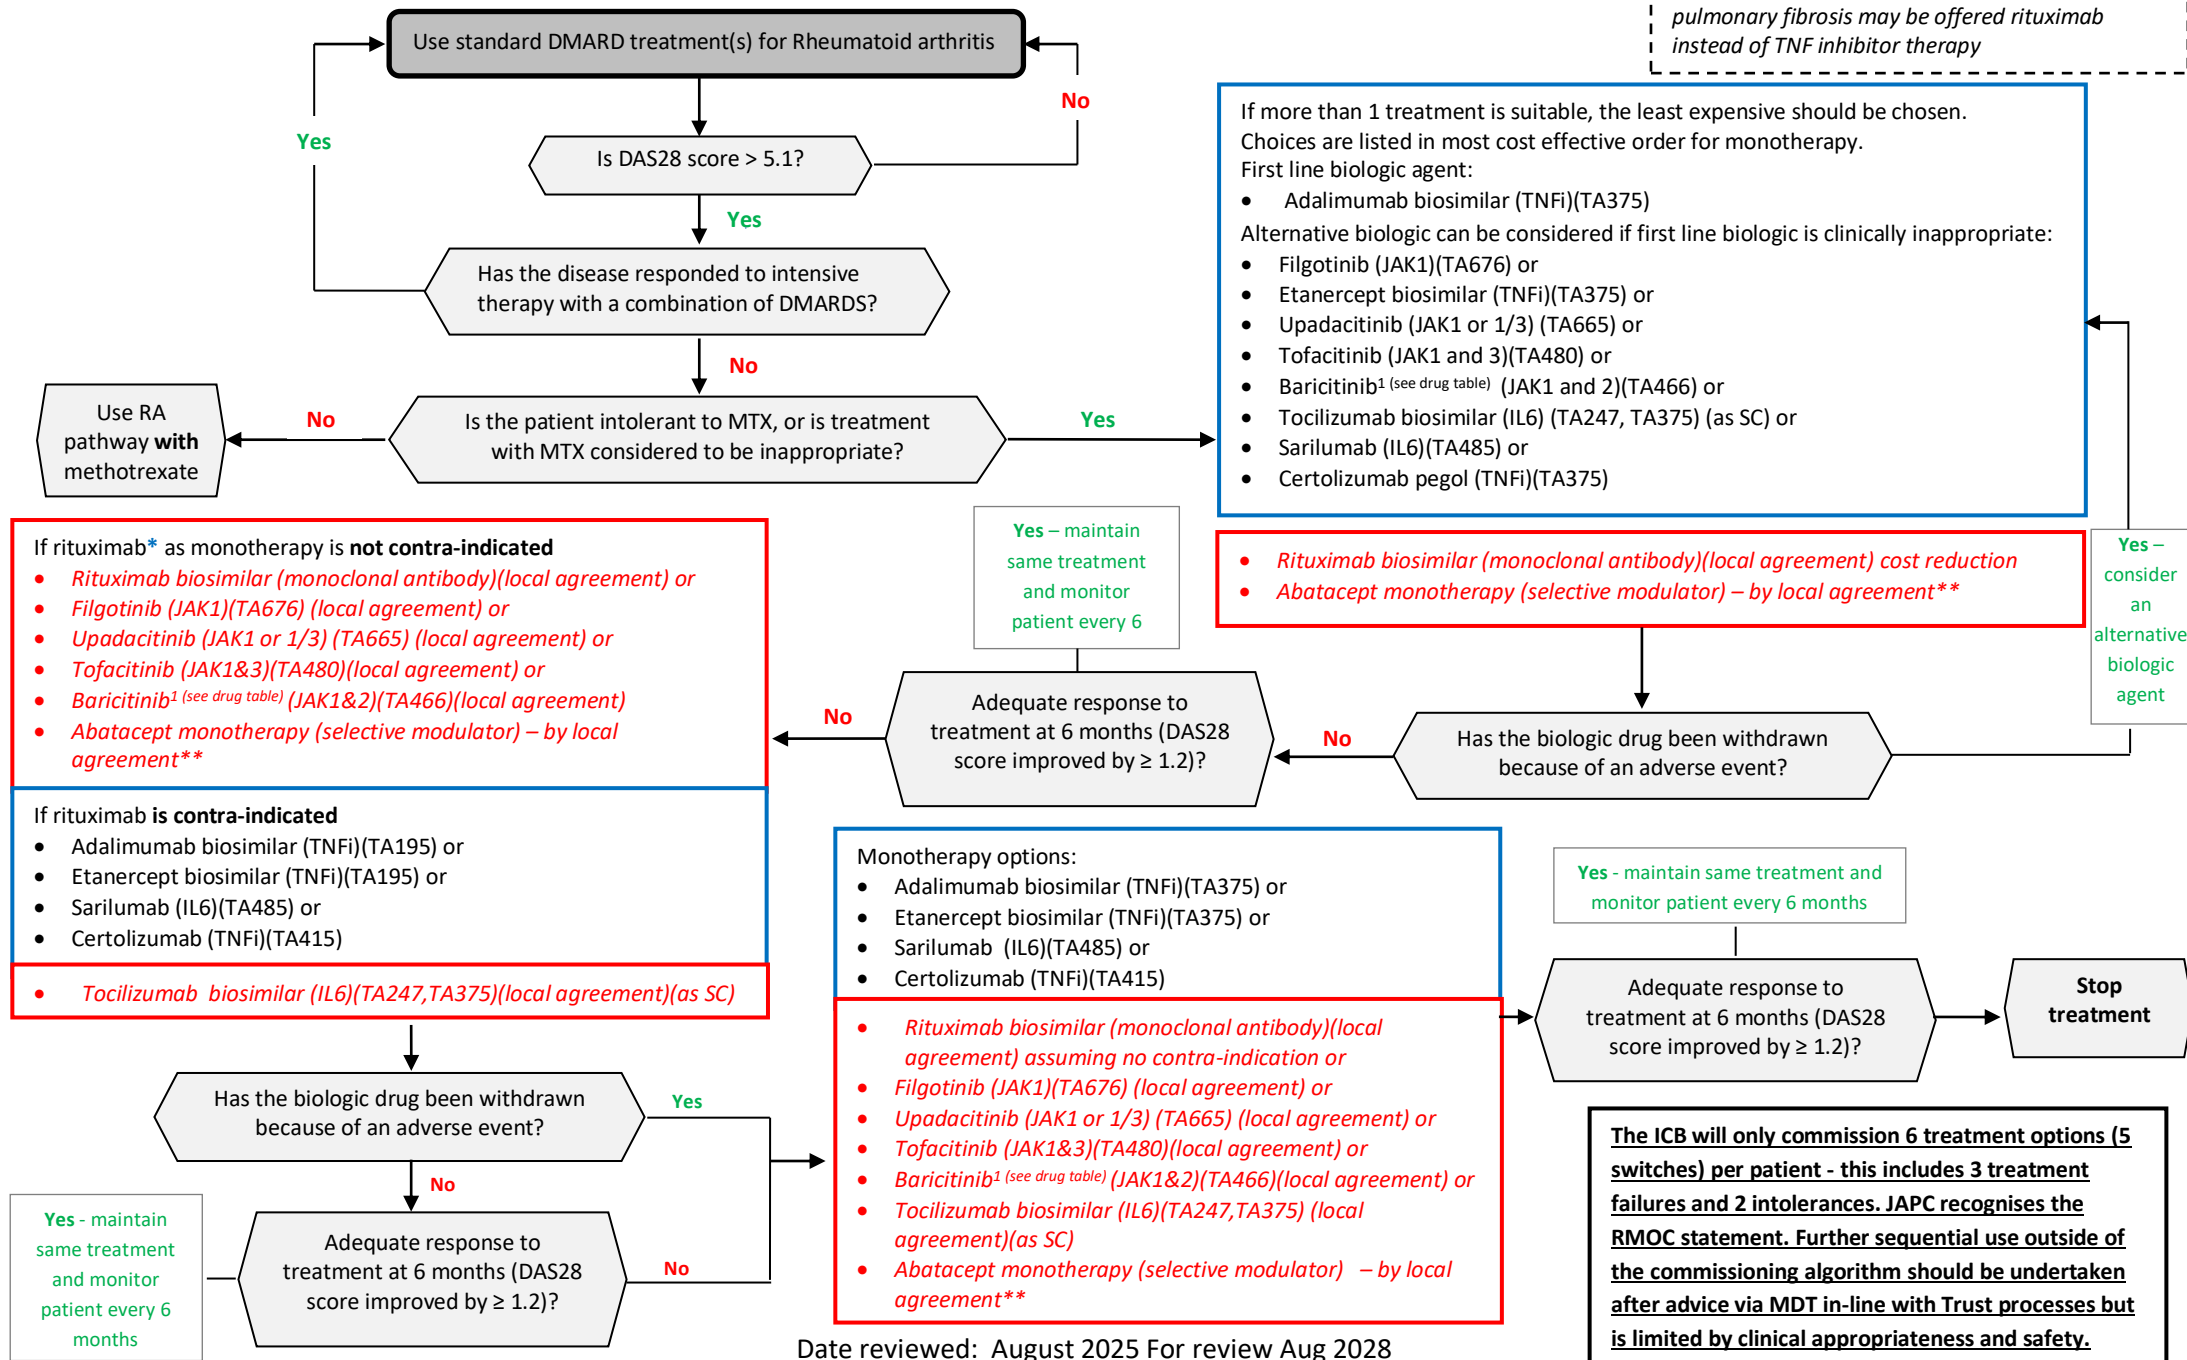 pulmonary fibrosis may be offered rituximab
instead of TNF inhibitor therapy
Use standard DMARD treatment(s) for Rheumatoid arthritis
No
Yes
Is DAS28 score > 5.1?
Yes
Has the disease responded to intensive
therapy with a combination of DMARDS?
No
Is the patient intolerant to MTX, or is treatment
with MTX considered to be inappropriate?
No
Yes
Use RA
pathway with
methotrexate
If more than 1 treatment is suitable, the least expensive should be chosen.
Choices are listed in most cost effective order for monotherapy.
First line biologic agent:
• Adalimumab biosimilar (TNFi)(TA375)
Alternative biologic can be considered if first line biologic is clinically inappropriate:
• Filgotinib (JAK1)(TA676) or
• Etanercept biosimilar (TNFi)(TA375) or
• Upadacitinib (JAK1 or 1/3) (TA665) or
• Tofacitinib (JAK1 and 3)(TA480) or
• Baricitinib1 (see drug table) (JAK1 and 2)(TA466) or
• Tocilizumab biosimilar (IL6) (TA247, TA375) (as SC) or
• Sarilumab (IL6)(TA485) or
• Certolizumab pegol (TNFi)(TA375)
• Rituximab biosimilar (monoclonal antibody)(local agreement) cost reduction
• Abatacept monotherapy (selective modulator) – by local agreement**
Yes –
consider
an
alternative
biologic
agent
Has the biologic drug been withdrawn
because of an adverse event?
No
Yes – maintain
same treatment
and monitor
patient every 6
Adequate response to
treatment at 6 months (DAS28
score improved by ≥ 1.2)?
No
If rituximab* as monotherapy is not contra-indicated
• Rituximab biosimilar (monoclonal antibody)(local agreement) or
• Filgotinib (JAK1)(TA676) (local agreement) or
• Upadacitinib (JAK1 or 1/3) (TA665) (local agreement) or
• Tofacitinib (JAK1&3)(TA480)(local agreement) or
• Baricitinib1 (see drug table) (JAK1&2)(TA466)(local agreement)
• Abatacept monotherapy (selective modulator) – by local
agreement**
If rituximab is contra-indicated
• Adalimumab biosimilar (TNFi)(TA195) or
• Etanercept biosimilar (TNFi)(TA195) or
• Sarilumab (IL6)(TA485) or
• Certolizumab (TNFi)(TA415)
• Tocilizumab biosimilar (IL6)(TA247,TA375)(local agreement)(as SC)
Has the biologic drug been withdrawn
because of an adverse event?
Yes
No
Yes - maintain
same treatment
and monitor
patient every 6
months
Adequate response to
treatment at 6 months (DAS28
score improved by ≥ 1.2)?
No
Monotherapy options:
• Adalimumab biosimilar (TNFi)(TA375) or
• Etanercept biosimilar (TNFi)(TA375) or
• Sarilumab (IL6)(TA485) or
• Certolizumab (TNFi)(TA415)
• Rituximab biosimilar (monoclonal antibody)(local
agreement) assuming no contra-indication or
• Filgotinib (JAK1)(TA676) (local agreement) or
• Upadacitinib (JAK1 or 1/3) (TA665) (local agreement) or
• Tofacitinib (JAK1&3)(TA480)(local agreement) or
• Baricitinib1 (see drug table) (JAK1&2)(TA466)(local agreement) or
• Tocilizumab biosimilar (IL6)(TA247,TA375) (local
agreement)(as SC)
• Abatacept monotherapy (selective modulator) – by local
agreement**
Yes - maintain same treatment and
monitor patient every 6 months
Adequate response to
treatment at 6 months (DAS28
score improved by ≥ 1.2)?
Stop
treatment
The ICB will only commission 6 treatment options (5
switches) per patient - this includes 3 treatment
failures and 2 intolerances. JAPC recognises the
RMOC statement. Further sequential use outside of
the commissioning algorithm should be undertaken
after advice via MDT in-line with Trust processes but
is limited by clinical appropriateness and safety.
Date reviewed: August 2025 For review Aug 2028